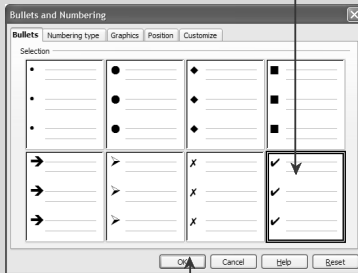 Bullets and Numbering
Bullets Numbering type Graphics Position Customize
Selection
OK Cancel Help Reset